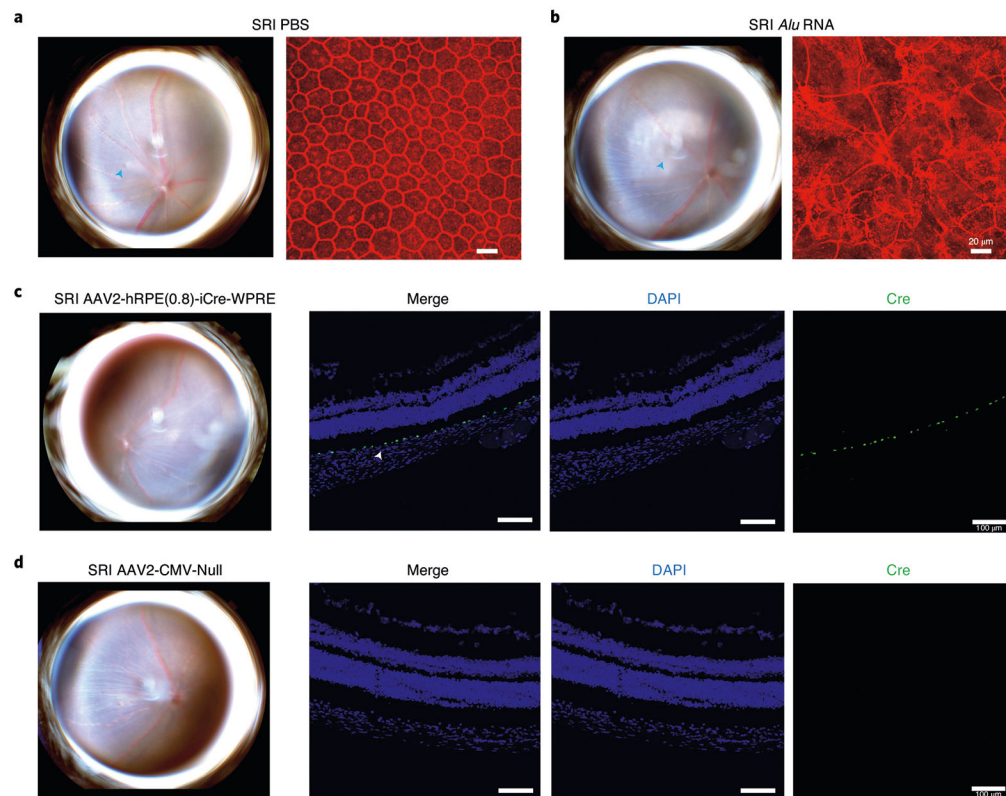 a
SRI PBS
b
SRI Alu RNA
20 μm
c
SRI AAV2-hRPE(0.8)-iCre-WPRE
Merge
DAPI
Cre
100 μm
d
SRI AAV2-CMV-Null
Merge
DAPI
Cre
100 μm